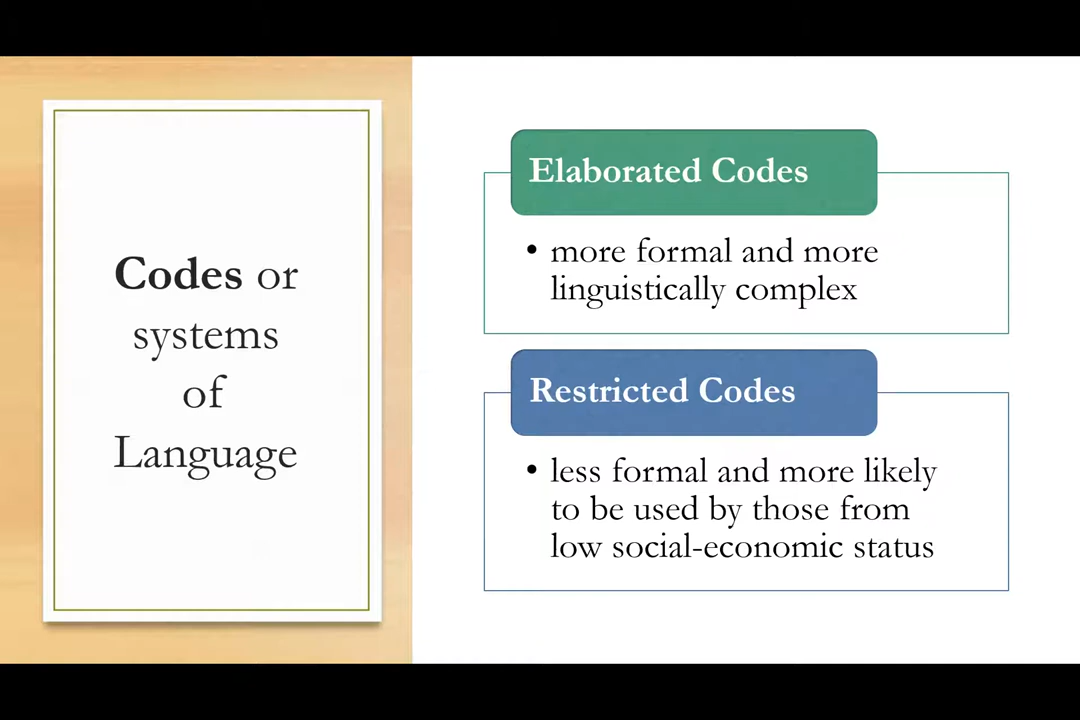 Codes or
systems
of
Language
Elaborated Codes
• more formal and more
linguistically complex
Restricted Codes
• less formal and more likely
to be used by those from
low social-economic status